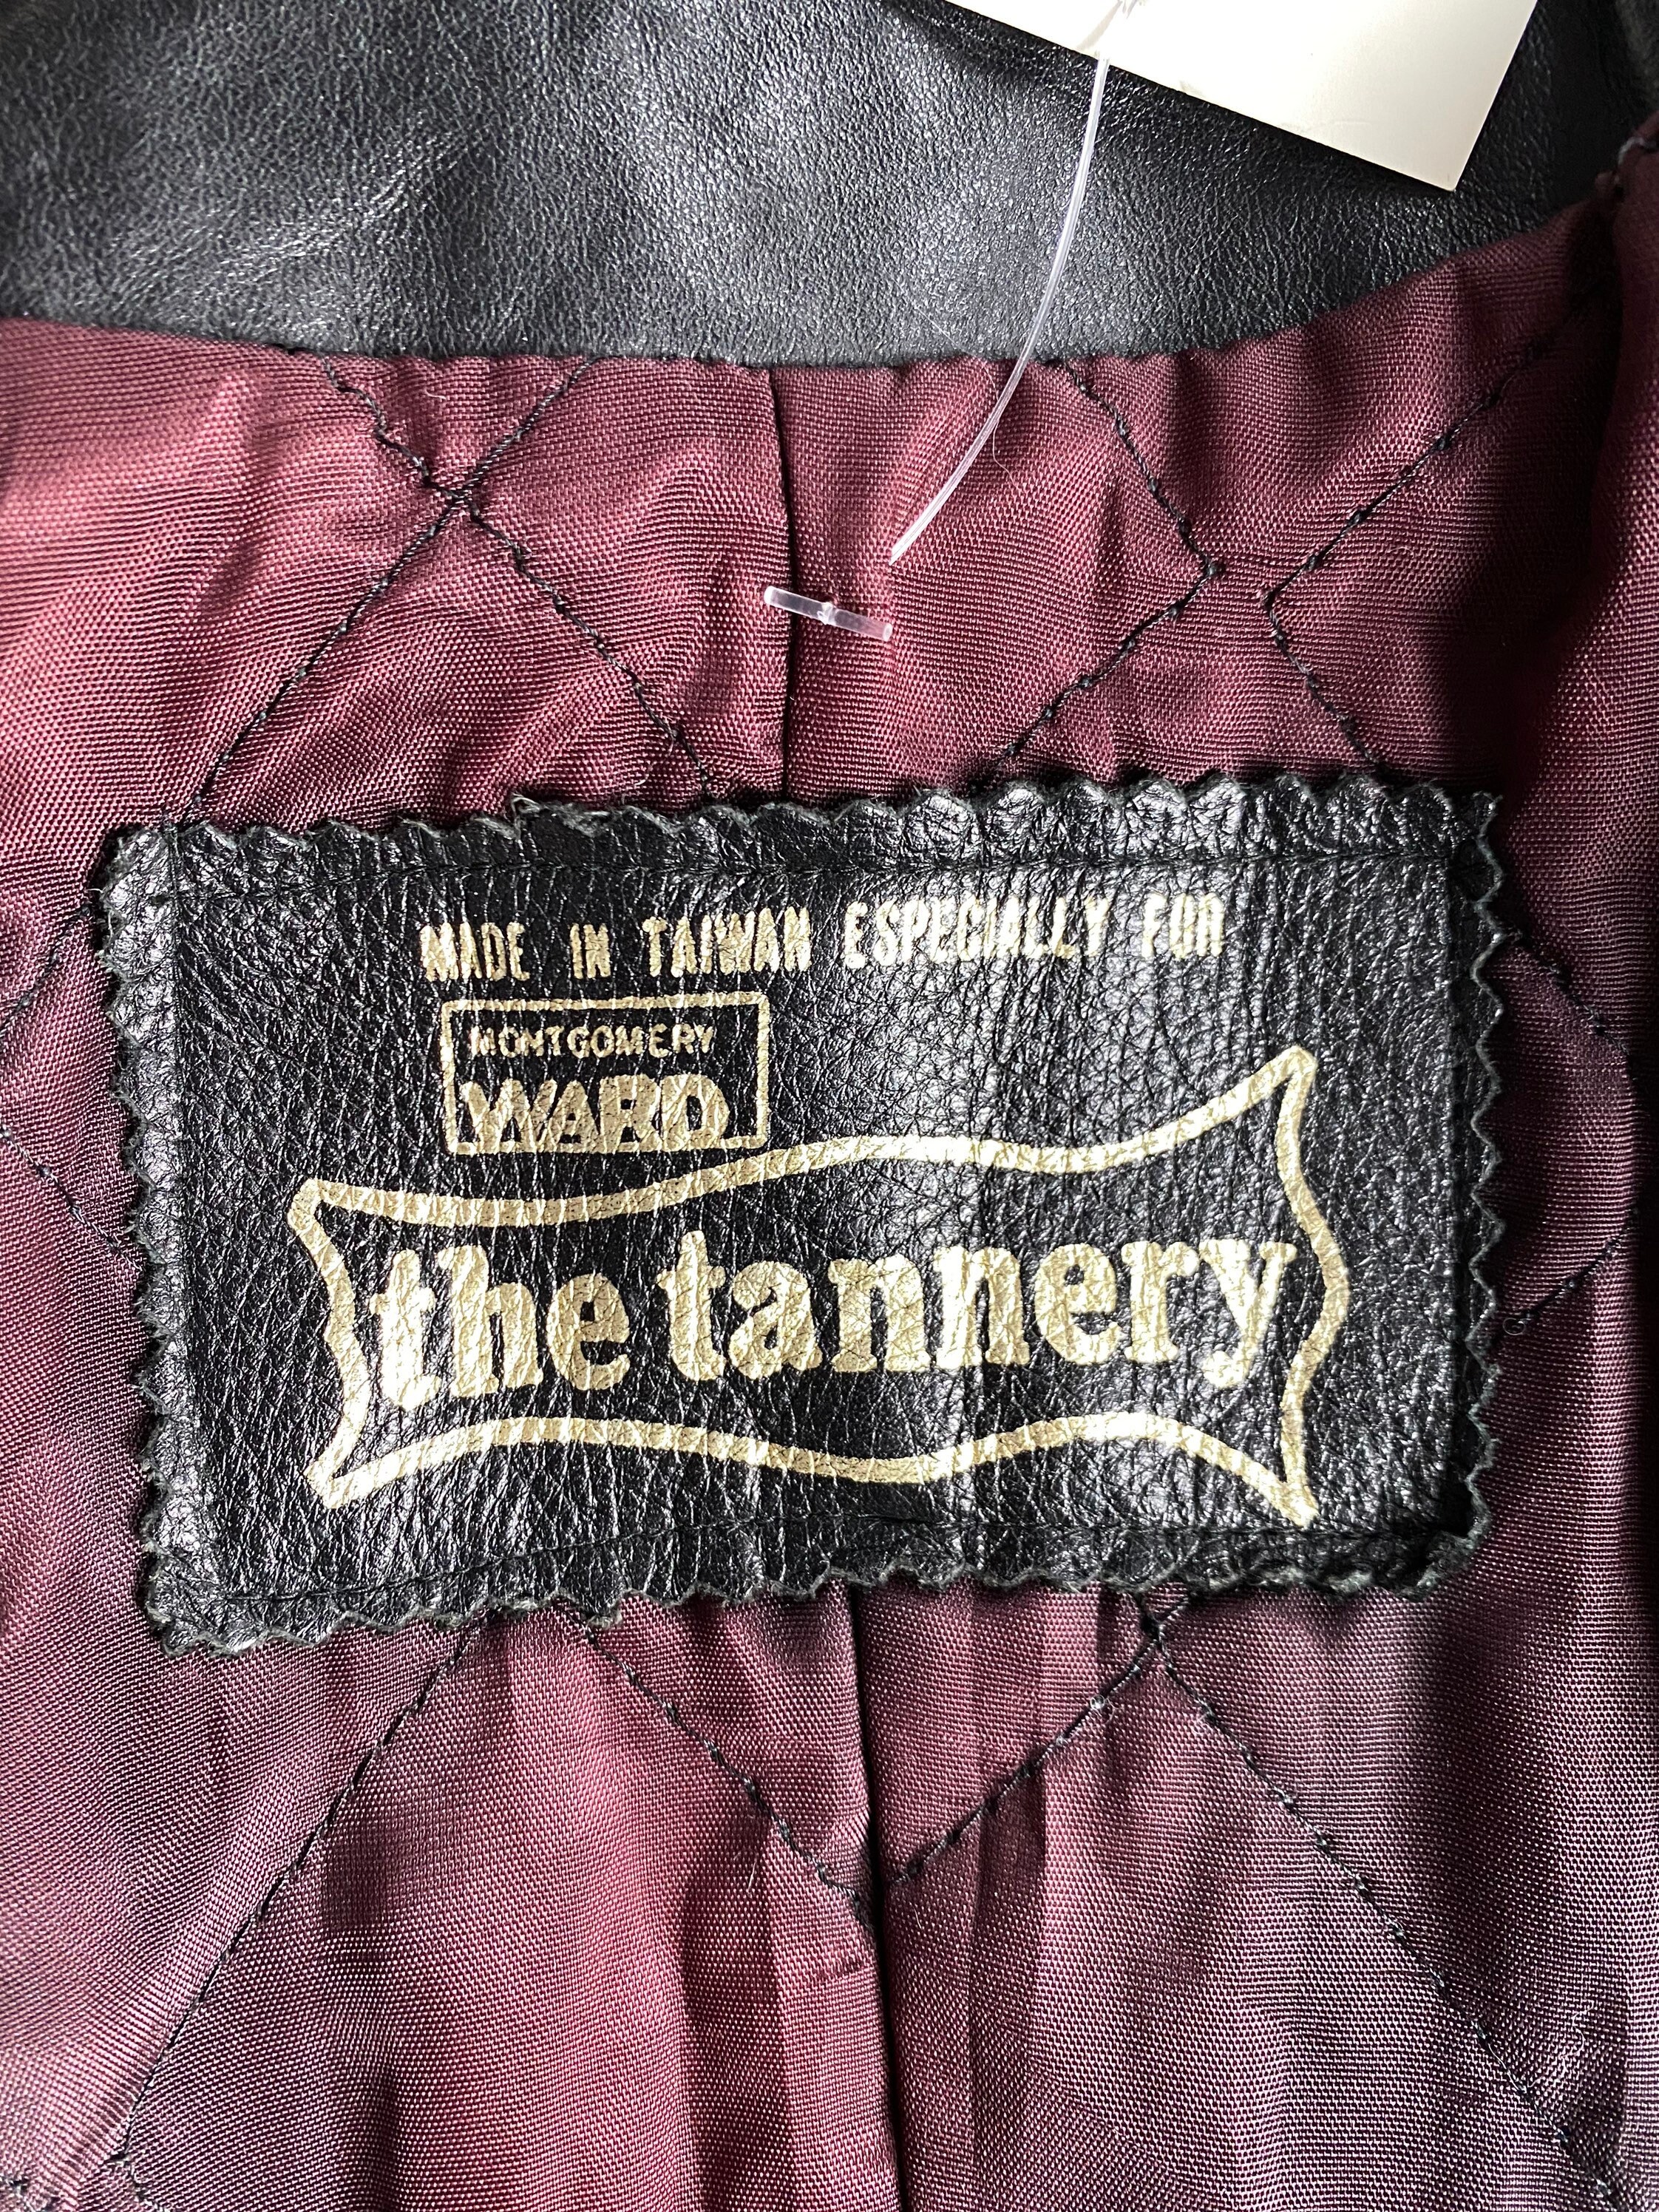 MADE IN TAIWAN ESPECIALLY FOR
MONTGOMERY
WARD
the tannery